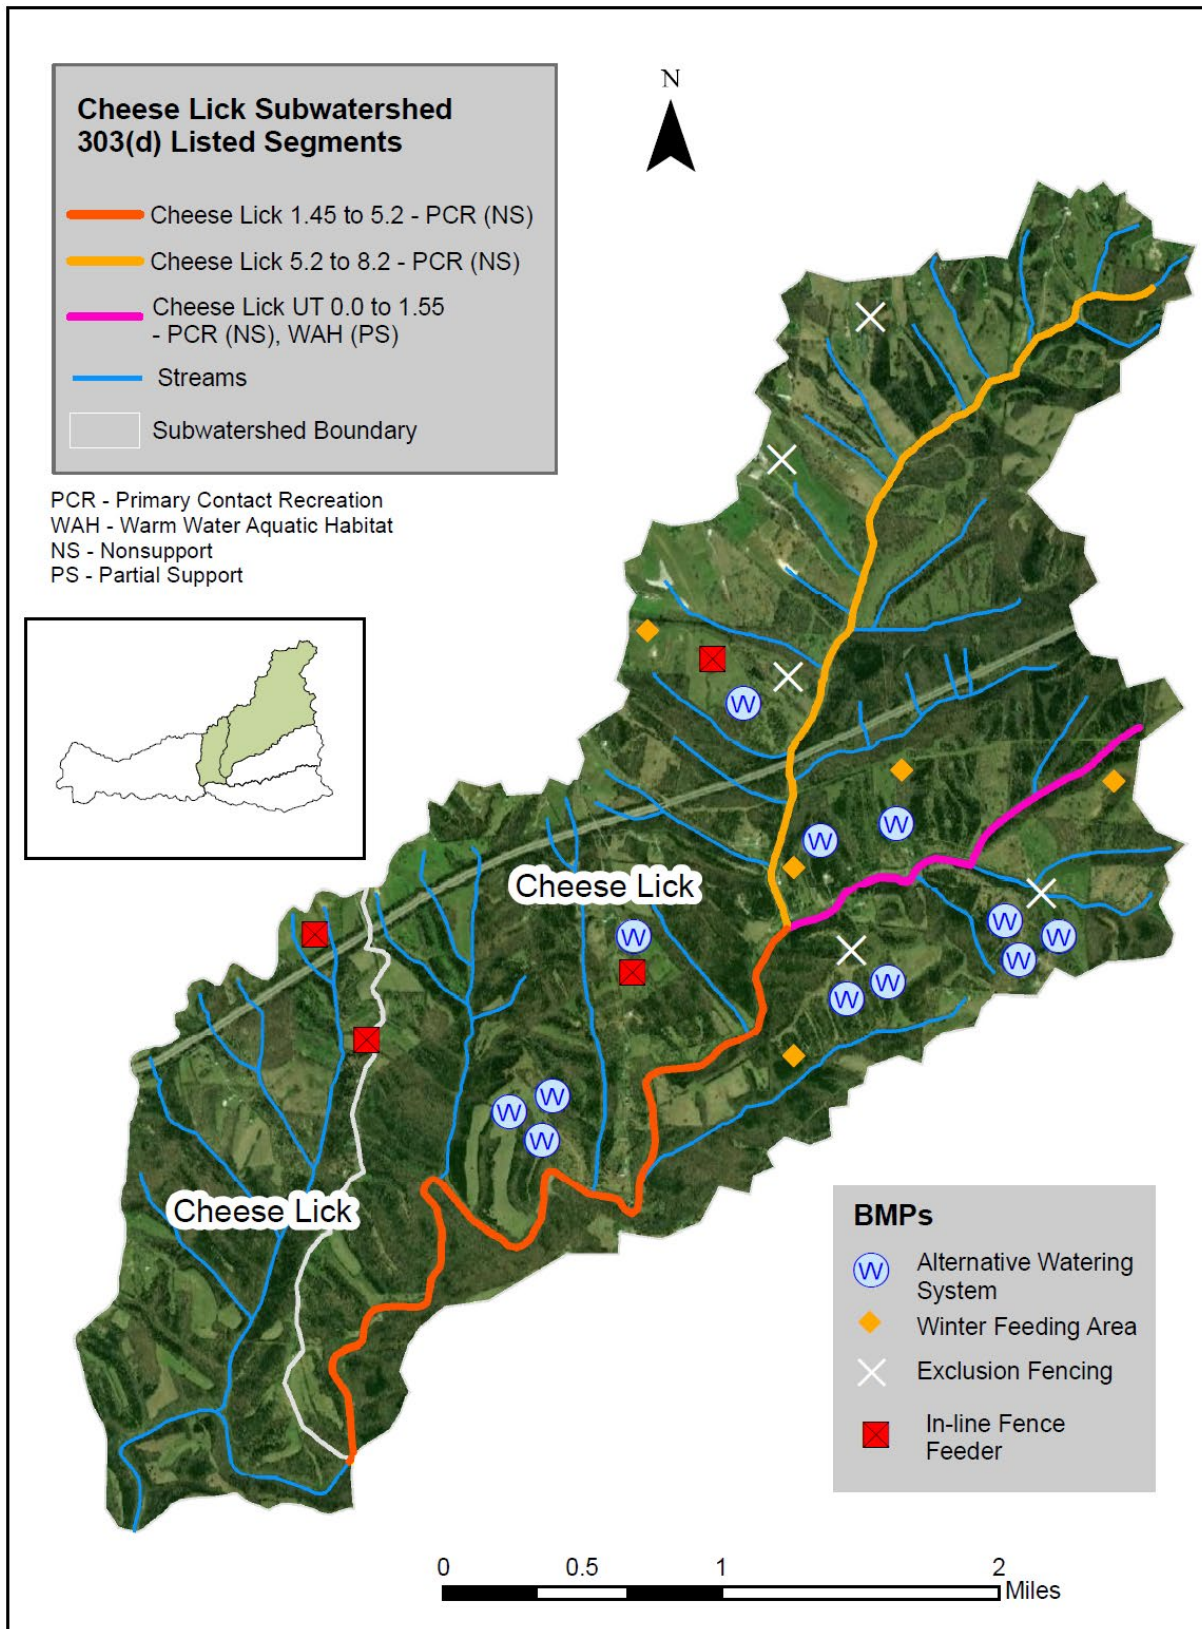 N
Cheese Lick Subwatershed
303(d) Listed Segments
Cheese Lick 1.45 to 5.2 - PCR (NS)
Cheese Lick 5.2 to 8.2 - PCR (NS)
Cheese Lick UT 0.0 to 1.55
- PCR (NS), WAH (PS)
Streams
Subwatershed Boundary
PCR - Primary Contact Recreation
WAH - Warm Water Aquatic Habitat
NS - Nonsupport
PS - Partial Support
W
W
W
Cheese Lick
W
W
W
W
W
W
W
W
W
W
Cheese Lick
BMPs
W
Alternative Watering
System
Winter Feeding Area
Exclusion Fencing
In-line Fence
Feeder
0 0.5 1 2
Miles